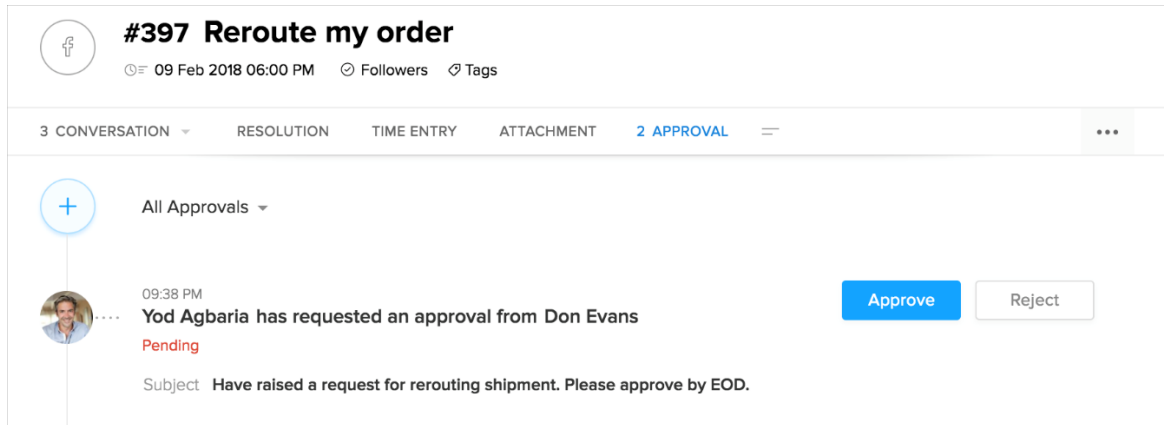 #397 Reroute my order
09 Feb 2018 06:00 PM Followers Tags
3 CONVERSATION RESOLUTION TIME ENTRY ATTACHMENT 2 APPROVAL
All Approvals
09:38 PM
Yod Agbaria has requested an approval from Don Evans
Approve Reject
Pending
Subject Have raised a request for rerouting shipment. Please approve by EOD.